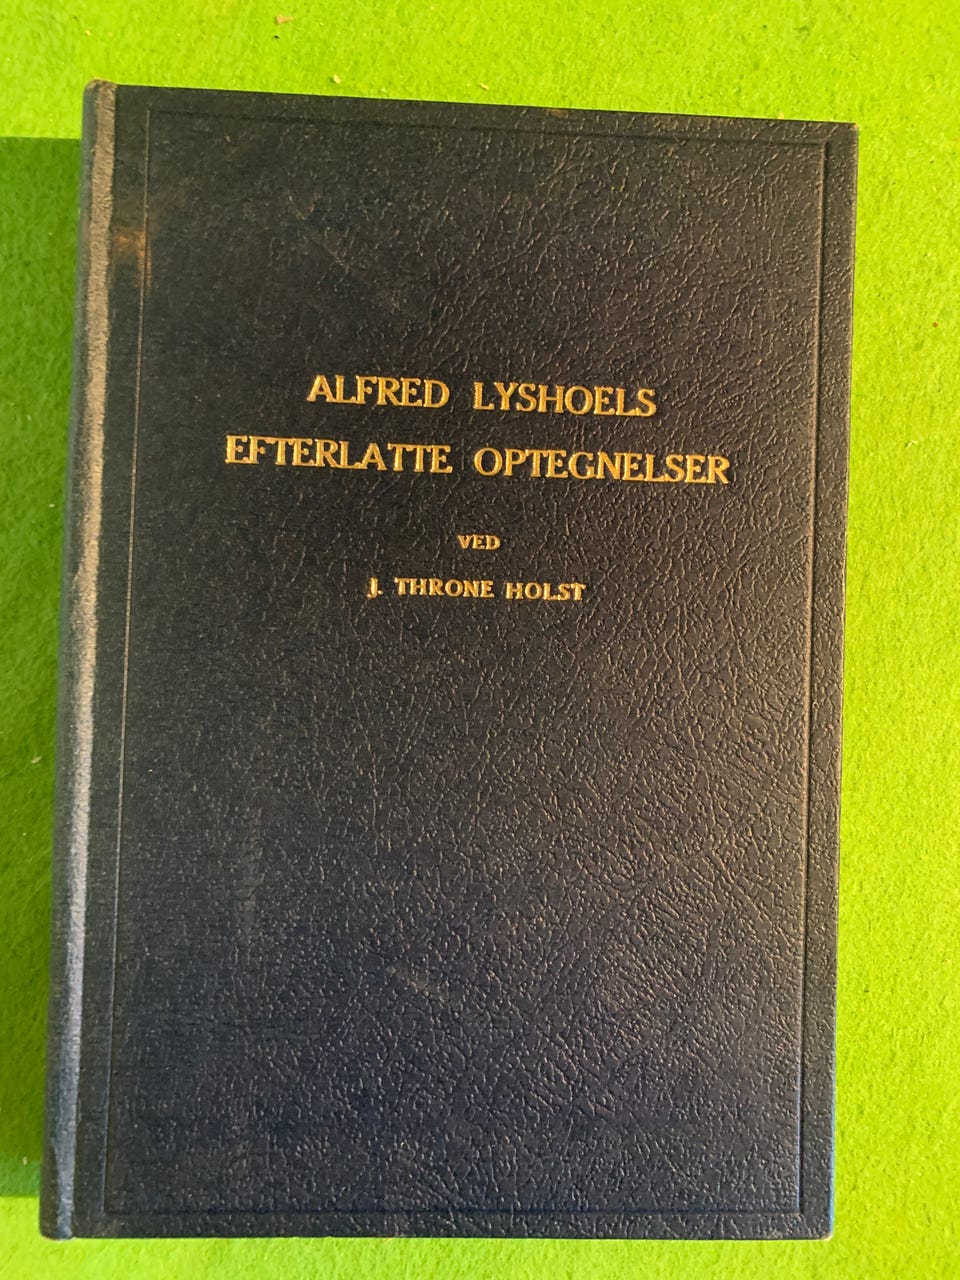 ALFRED LYSHOELS
EFTERLATTE OPTEGNELSER
VED
J. THRONE HOLST